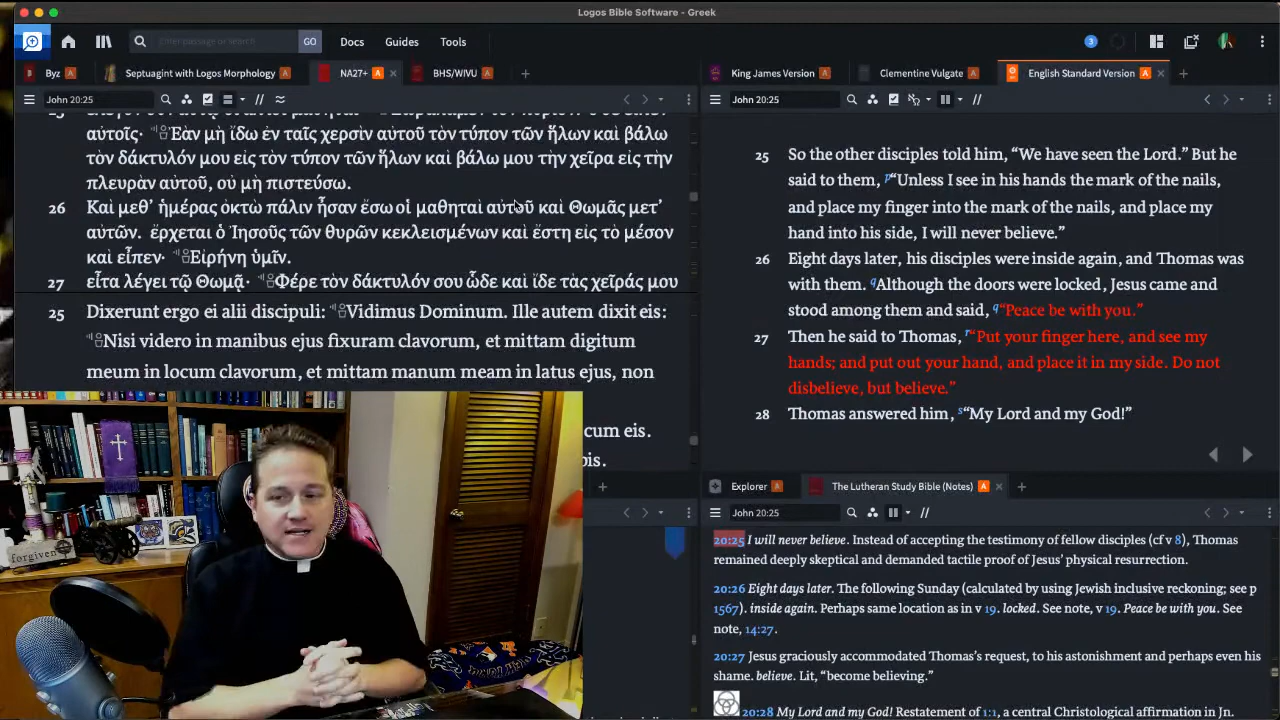 Logos Bible Software - Greek
Enter passage or search
GO
Docs
Guides
Tools
3
Byz A
Septuagint with Logos Morphology A
NA27+ A
BHS/WIVU A
John 20:25
αὐτοῖς· Ἐὰν μὴ ἴδω ἐν ταῖς χερσὶν αὐτοῦ τὸν τύπον τῶν ἥλων καὶ βάλω
τὸν δάκτυλόν μου εἰς τὸν τύπον τῶν ἥλων καὶ βάλω μου τὴν χεῖρα εἰς τὴν
πλευρὰν αὐτοῦ, οὐ μὴ πιστεύσω.
26 Καὶ μεθ’ ἡμέρας ὀκτὼ πάλιν ἦσαν ἔσω οἱ μαθηταὶ αὐτοῦ καὶ Θωμᾶς μετ’
αὐτῶν. ἔρχεται ὁ Ἰησοῦς τῶν θυρῶν κεκλεισμένων καὶ ἔστη εἰς τὸ μέσον
καὶ εἶπεν· Εἰρήνη ὑμῖν.
27 εἶτα λέγει τῷ Θωμᾷ· Φέρε τὸν δάκτυλόν σου ὧδε καὶ ἴδε τὰς χεῖράς μου
25 Dixerunt ergo ei alii discipuli: Vidimus Dominum. Ille autem dixit eis:
Nisi videro in manibus ejus fixuram clavorum, et mittam digitum
meum in locum clavorum, et mittam manum meam in latus ejus, non
cum eis.
bis.
forgiven
King James Version A
Clementine Vulgate A
English Standard Version A
John 20:25
25 So the other disciples told him, “We have seen the Lord.” But he
said to them, p“Unless I see in his hands the mark of the nails,
and place my finger into the mark of the nails, and place my
hand into his side, I will never believe.”
26 Eight days later, his disciples were inside again, and Thomas was
with them. qAlthough the doors were locked, Jesus came and
stood among them and said, q“Peace be with you.”
27 Then he said to Thomas, r“Put your finger here, and see my
hands; and put out your hand, and place it in my side. Do not
disbelieve, but believe.”
28 Thomas answered him, s“My Lord and my God!”
Explorer A
The Lutheran Study Bible (Notes) A
John 20:25
20:25 I will never believe. Instead of accepting the testimony of fellow disciples (cf v 8), Thomas
remained deeply skeptical and demanded tactile proof of Jesus’ physical resurrection.
20:26 Eight days later. The following Sunday (calculated by using Jewish inclusive reckoning; see p
1567). inside again. Perhaps same location as in v 19. locked. See note, v 19. Peace be with you. See
note, 14:27.
20:27 Jesus graciously accommodated Thomas’s request, to his astonishment and perhaps even his
shame. believe. Lit, “become believing.”
20:28 My Lord and my God! Restatement of 1:1, a central Christological affirmation in Jn.